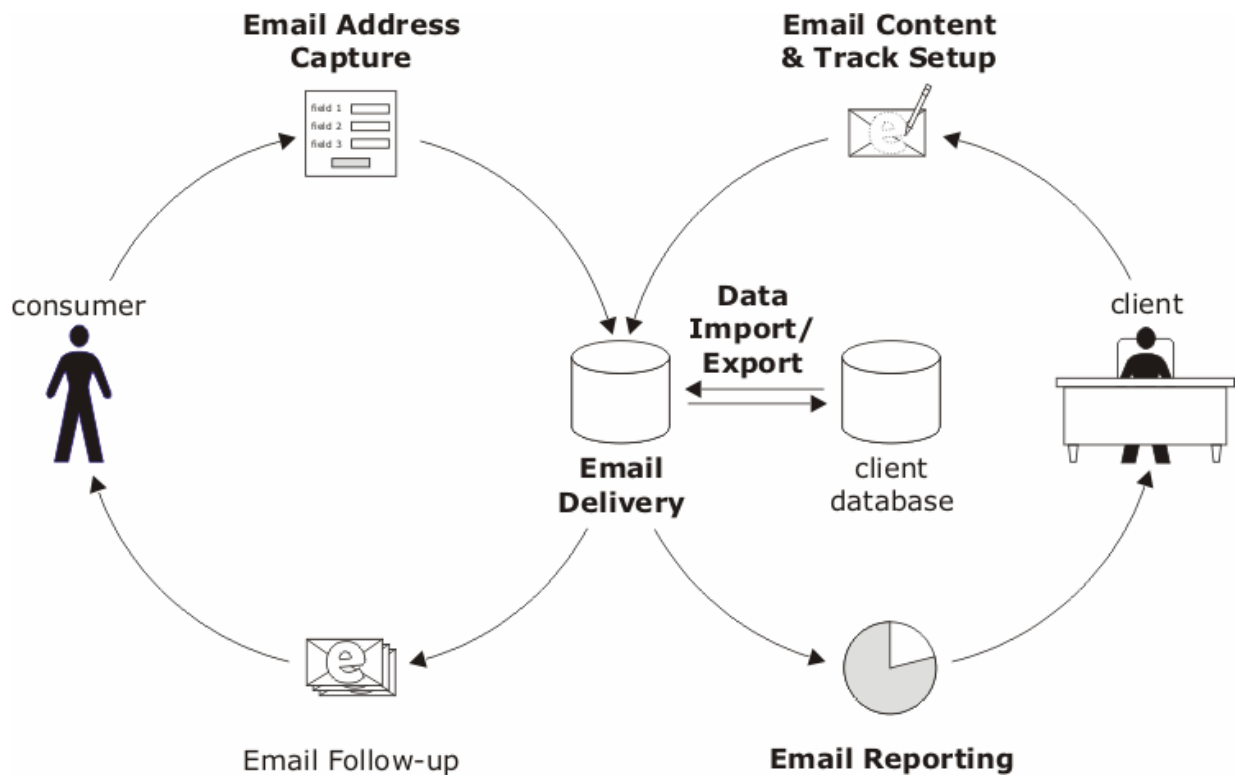 Email Address
Capture
Email Content
& Track Setup
field 1
field 2
field 3
e
consumer
Data
Import/
Export
client
Email
Delivery
client
database
e
Email Follow-up
Email Reporting